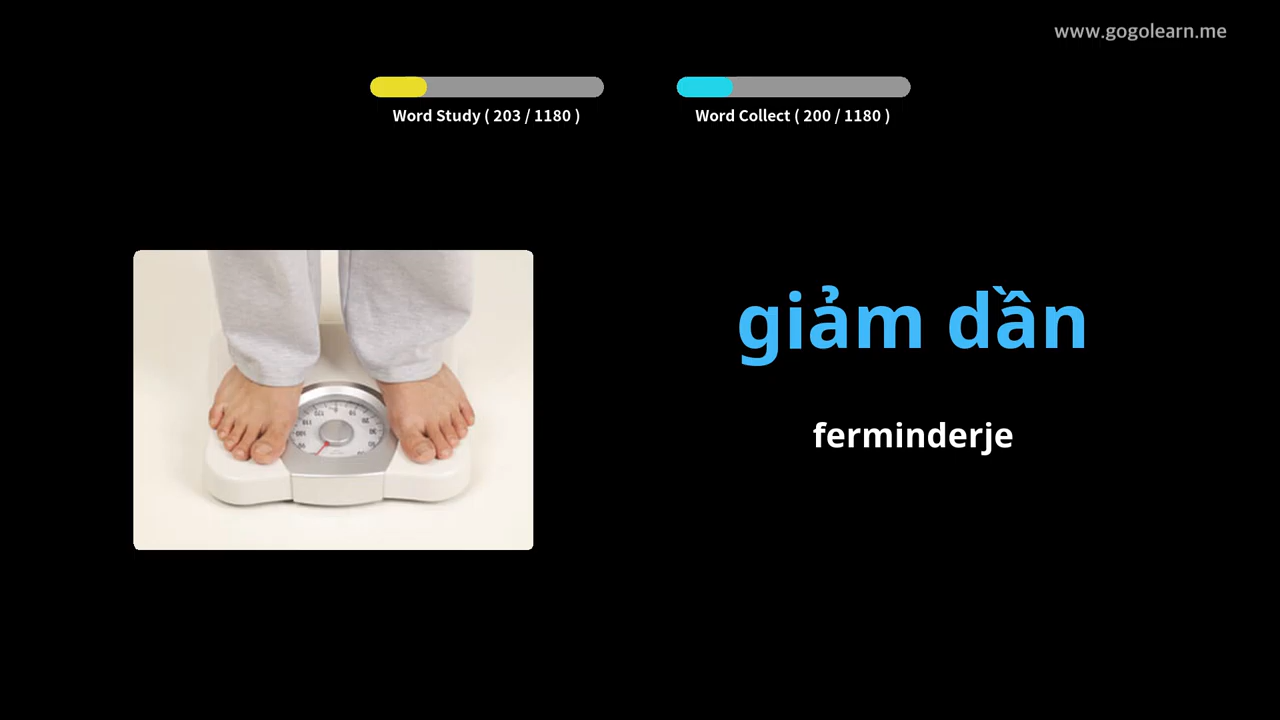 www.gogolearn.me
Word Study ( 203 / 1180 )
Word Collect ( 200 / 1180 )
giảm dần
ferminderje